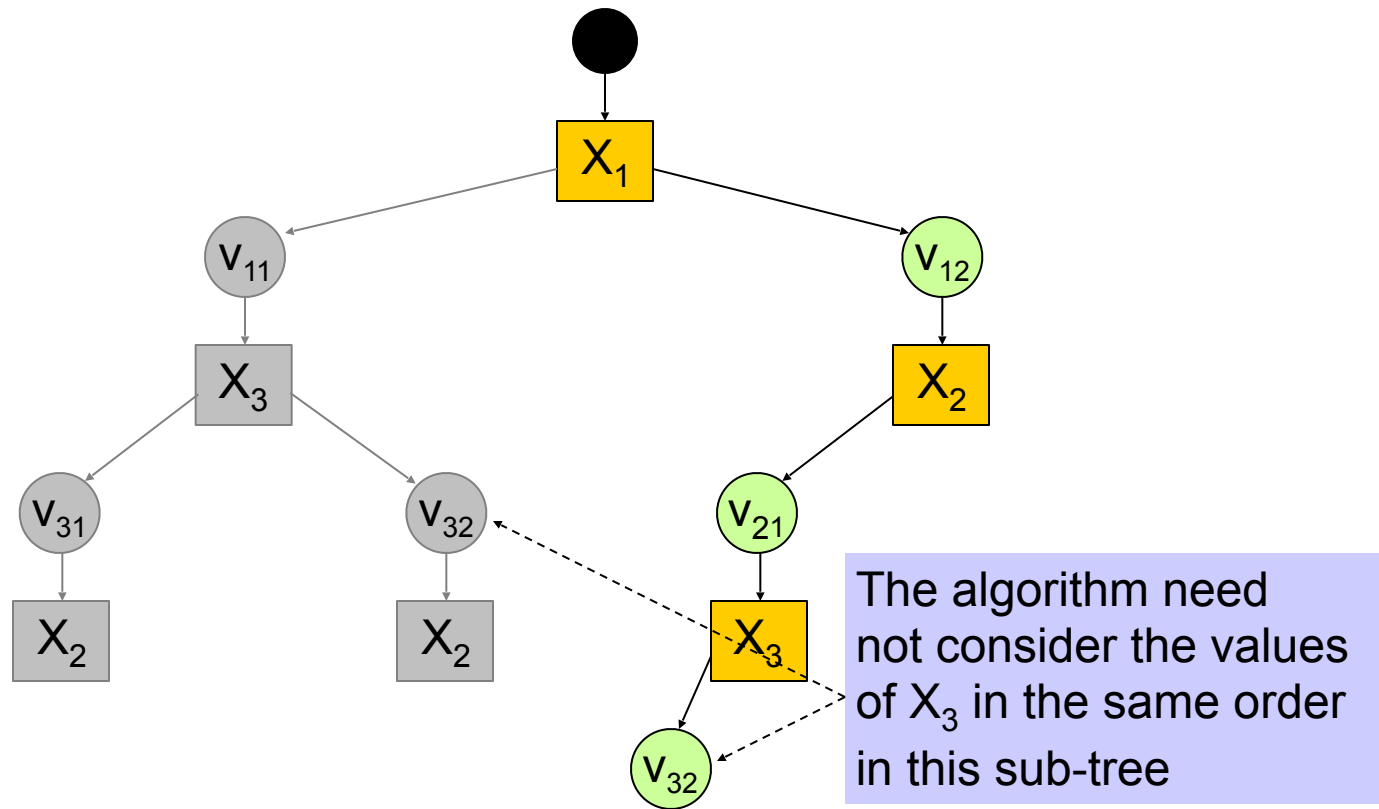 X₁
v₁₁
v₁₂
X₃
X₂
v₃₁
v₃₂
v₂₁
X₂
X₂
X₃
v₃₂
The algorithm need
not consider the values
of X₃ in the same order
in this sub-tree